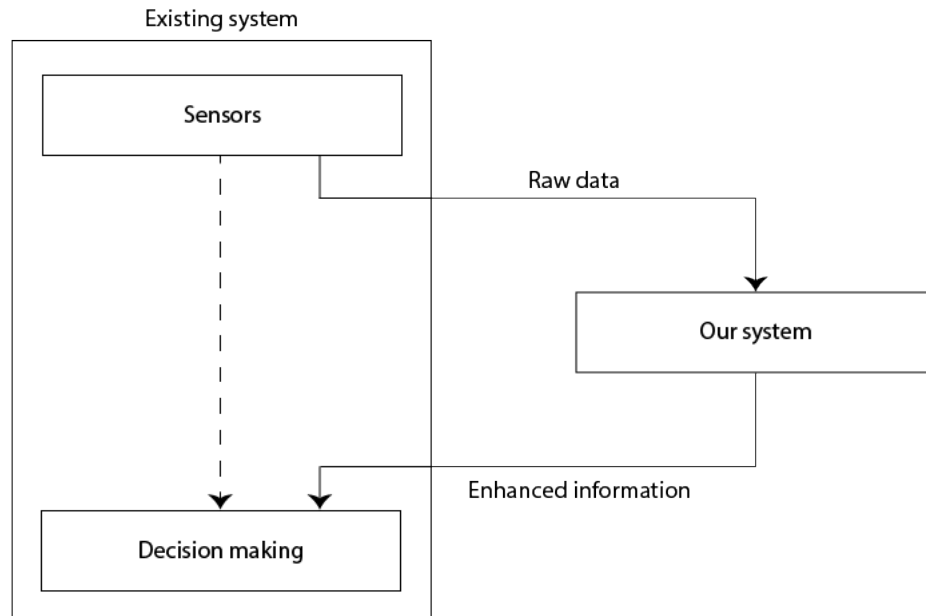 Existing system
Sensors
Raw data
Our system
Enhanced information
Decision making